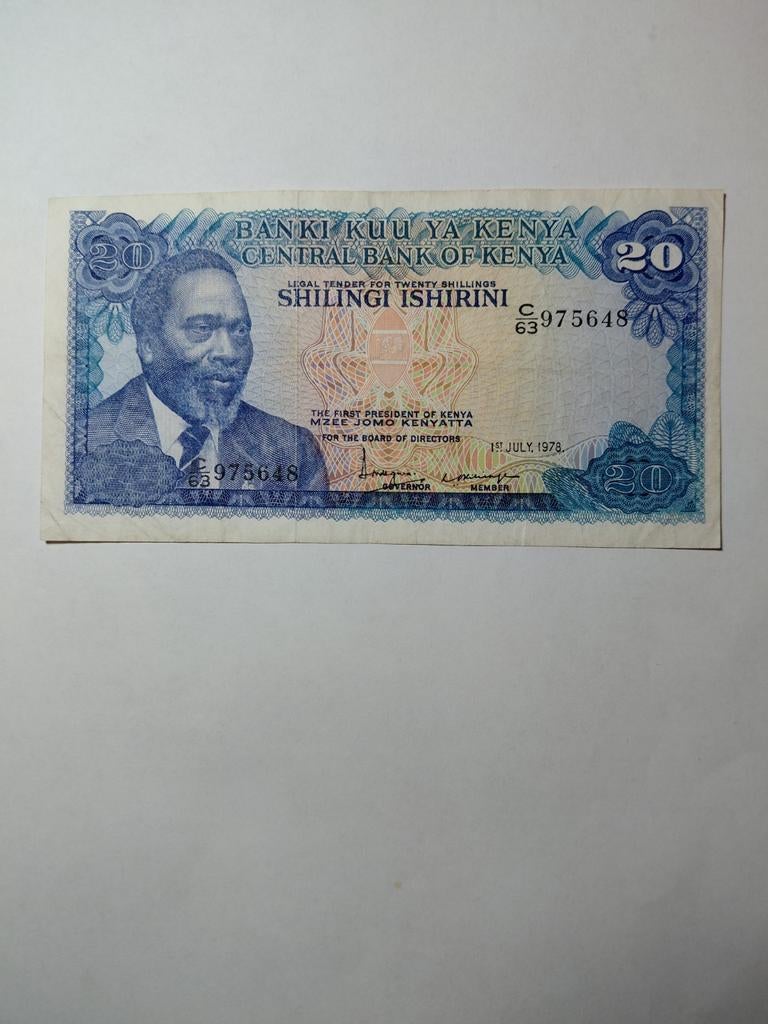 20
BANKI KUU YA KENYA
CENTRAL BANK OF KENYA
20
LEGAL TENDER FOR TWENTY SHILLINGS
SHILINGI ISHIRINI
C/63 975648
THE FIRST PRESIDENT OF KENYA
MZEE JOMO KENYATTA
FOR THE BOARD OF DIRECTORS
1ST JULY, 1978.
C/63 975648
GOVERNOR
MEMBER
20